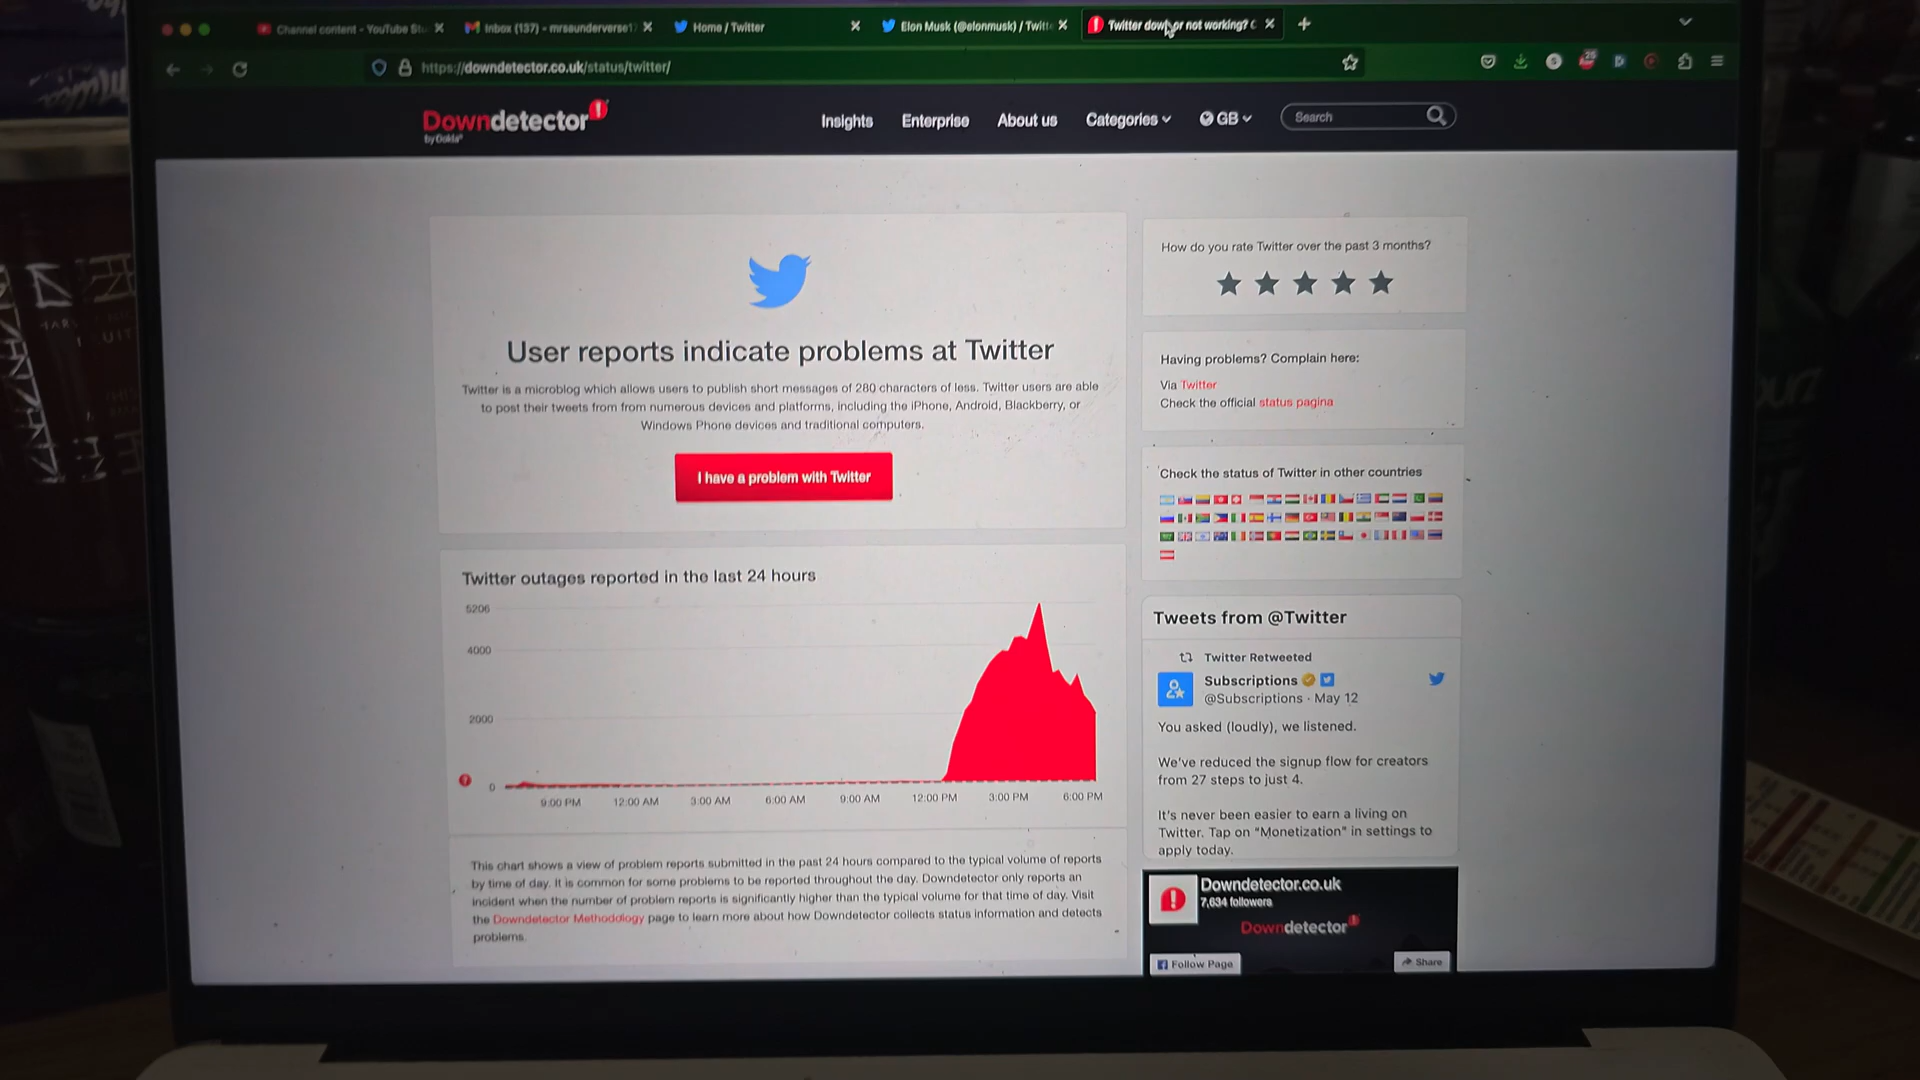 Channel content - YouTube Stu
Inbox (137) - mrsaunderverse1
Home / Twitter
Elon Musk (@elonmusk) / Twitt
Twitter down or not working? C
https://downdetector.co.uk/status/twitter/
Downdetector
by Ookla
Insights
Enterprise
About us
Categories
GB
Search
User reports indicate problems at Twitter
Twitter is a microblog which allows users to publish short messages of 280 characters of less. Twitter users are able
to post their tweets from from numerous devices and platforms, including the iPhone, Android, Blackberry, or
Windows Phone devices and traditional computers.
I have a problem with Twitter
Twitter outages reported in the last 24 hours
5206
4000
2000
0
9:00 PM 12:00 AM 3:00 AM 6:00 AM 9:00 AM 12:00 PM 3:00 PM 6:00 PM
This chart shows a view of problem reports submitted in the past 24 hours compared to the typical volume of reports
by time of day. It is common for some problems to be reported throughout the day. Downdetector only reports an
incident when the number of problem reports is significantly higher than the typical volume for that time of day. Visit
the Downdetector Methodology page to learn more about how Downdetector collects status information and detects
problems.
How do you rate Twitter over the past 3 months?
Having problems? Complain here:
Via Twitter
Check the official status pagina
Check the status of Twitter in other countries
Tweets from @Twitter
Twitter Retweeted
Subscriptions
@Subscriptions · May 12
You asked (loudly), we listened.
We've reduced the signup flow for creators
from 27 steps to just 4.
It's never been easier to earn a living on
Twitter. Tap on "Monetization" in settings to
apply today.
Downdetector.co.uk
7,634 followers
Downdetector
Follow Page
Share